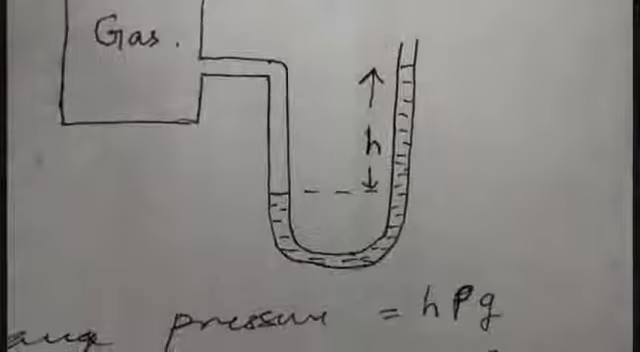 Gas.
h
pressure = hρg